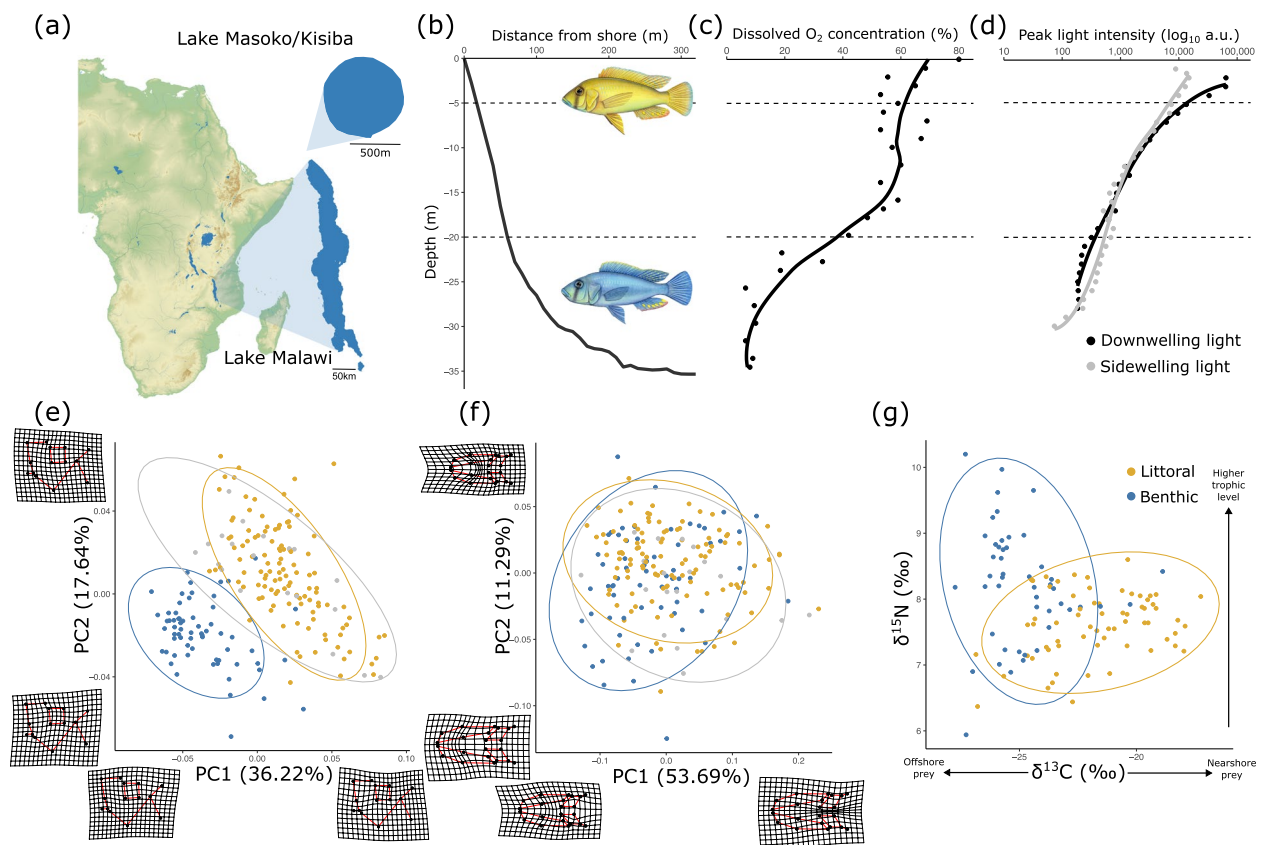 (a)
Lake Masoko/Kisiba
500m
Lake Malawi
50km
(b)
Distance from shore (m)
0 100 200 300
Depth (m)
0
−5
−10
−15
−20
−25
−30
−35
(c)
Dissolved O2 concentration (%)
0 20 40 60 80
(d)
Peak light intensity (log10 a.u.)
10 100 1,000 10,000 100,000
Downwelling light
Sidewelling light
(e)
PC2 (17.64%)
0.04
0.00
−0.04
−0.05 0.00 0.05 0.10
PC1 (36.22%)
(f)
PC2 (11.29%)
0.05
0.00
−0.05
−0.10
−0.1 0.0 0.1 0.2
PC1 (53.69%)
(g)
Littoral
Benthic
Higher
trophic
level
δ15N (‰)
10
9
8
7
6
−25 −20
Offshore
prey
δ13C (‰)
Nearshore
prey